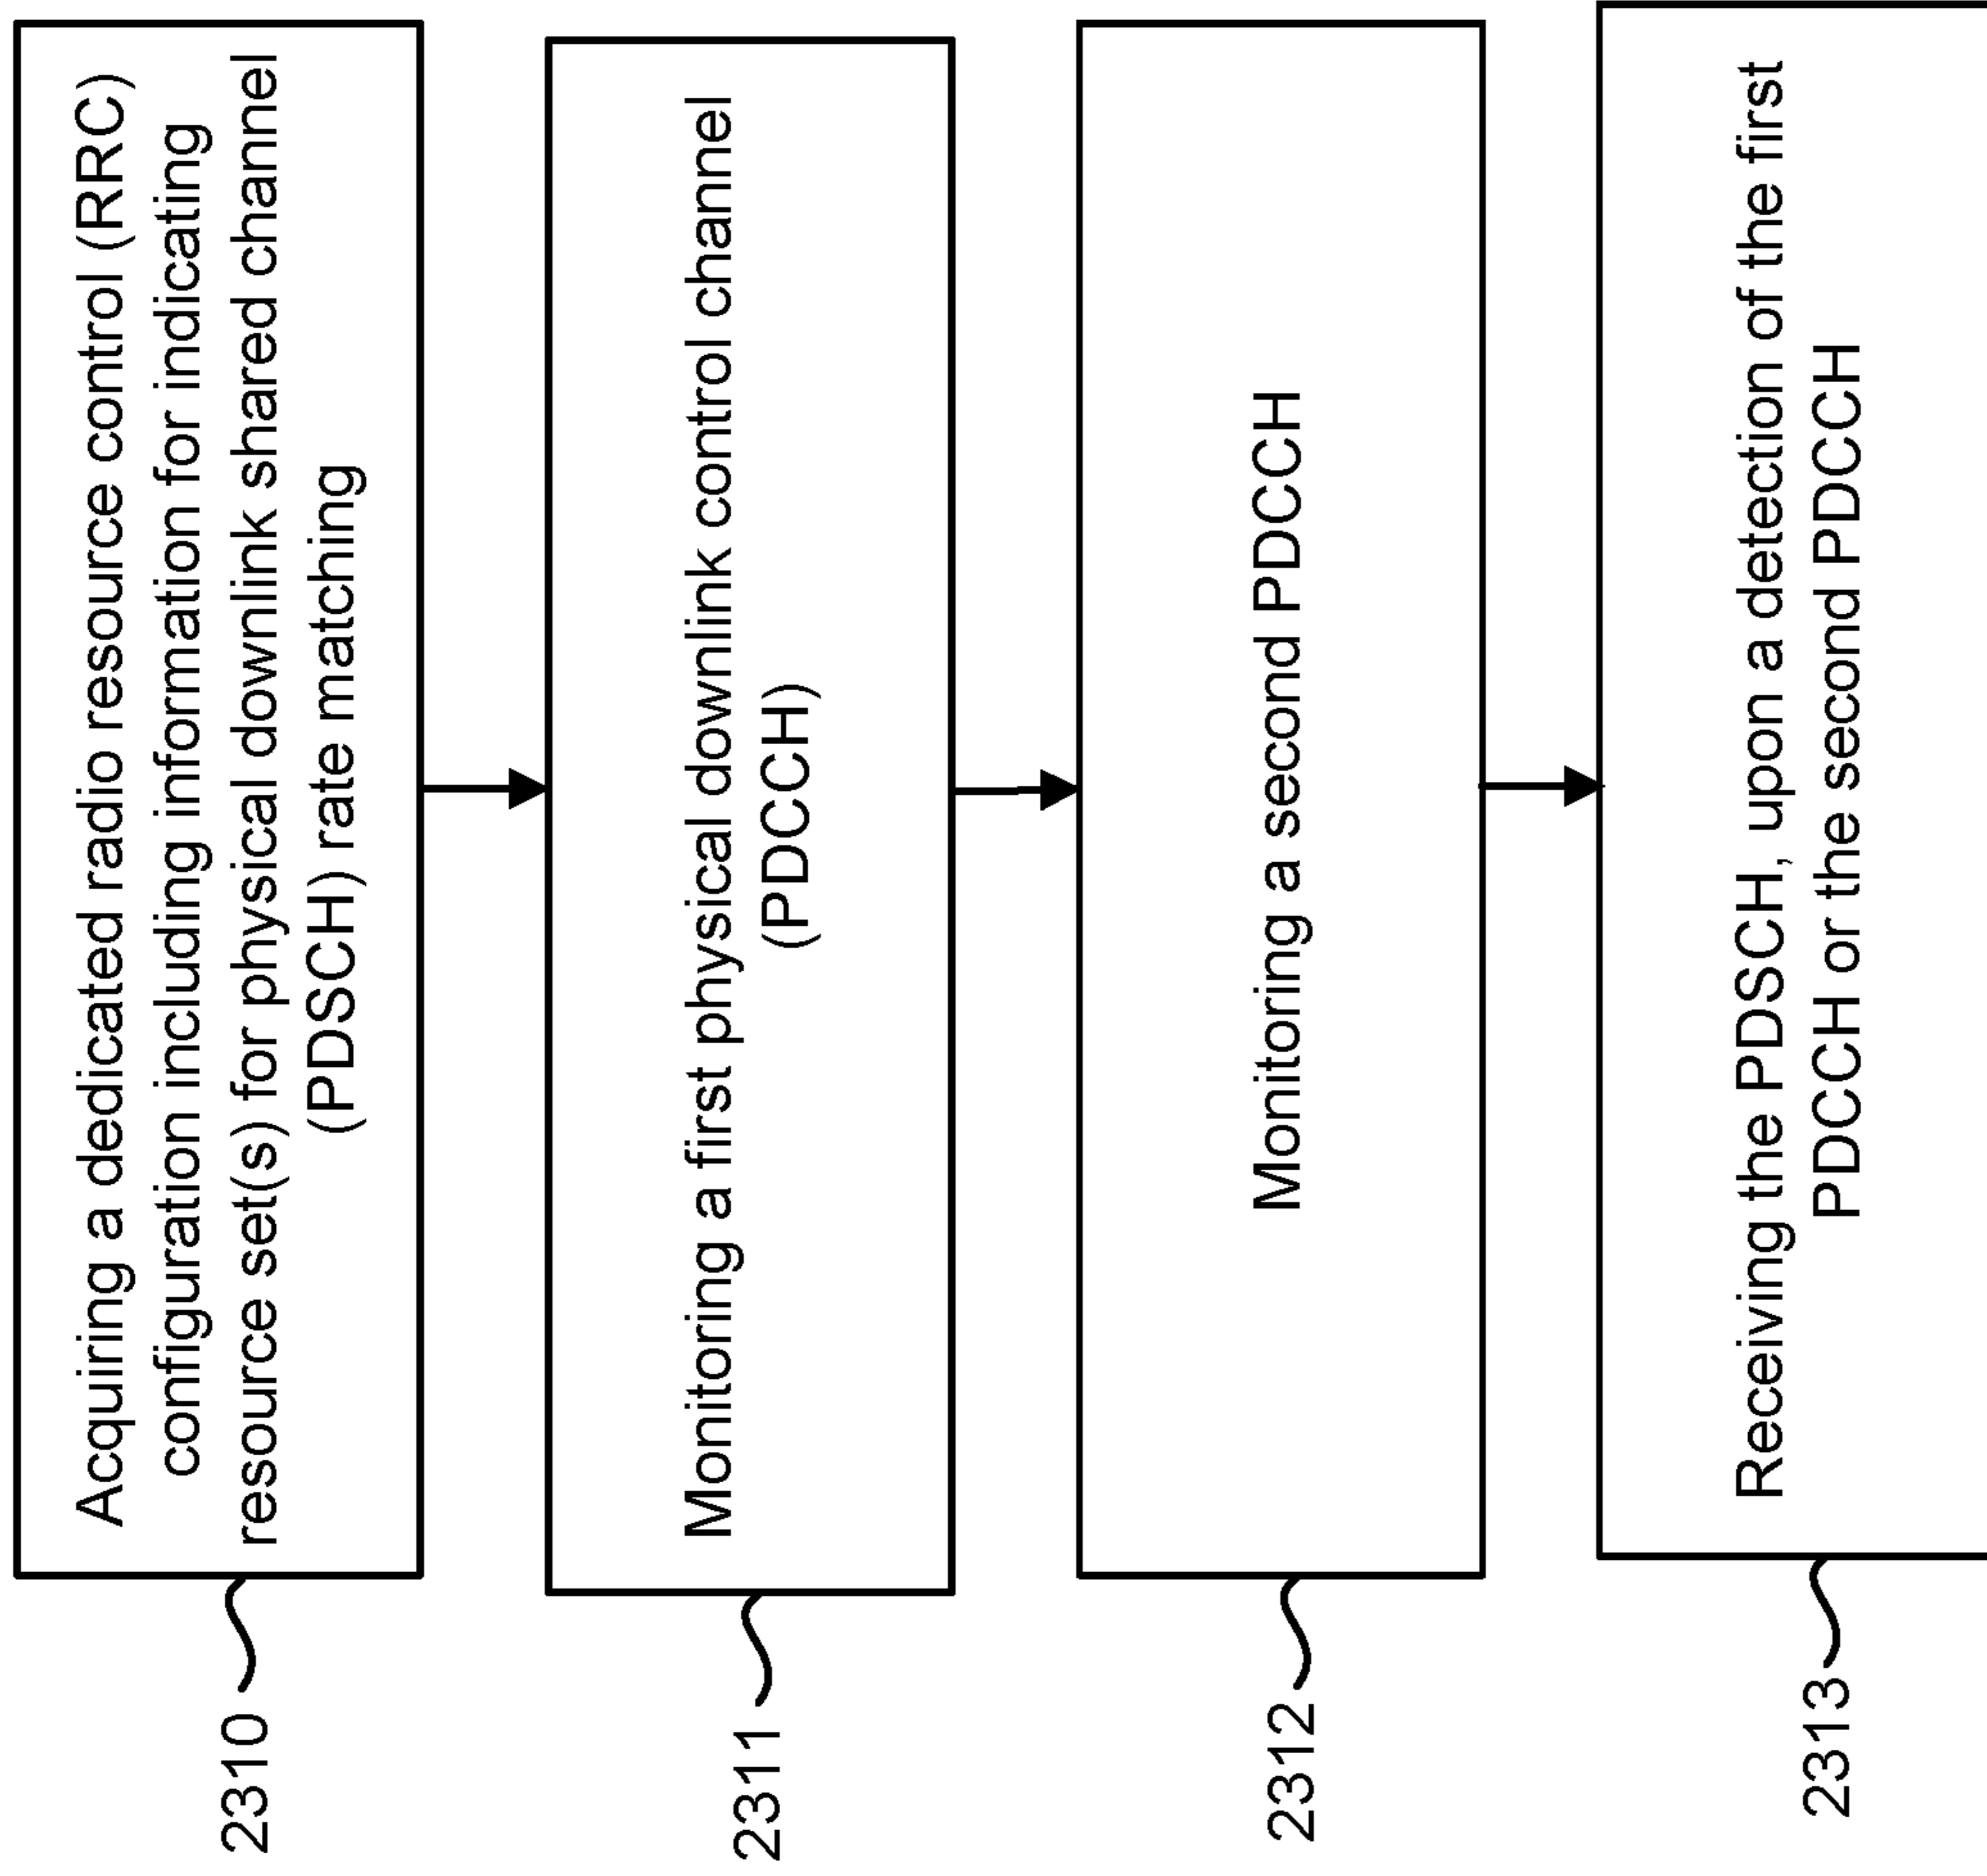 2310
Acquiring a dedicated radio resource control (RRC)
configuration including information for indicating
resource set(s) for physical downlink shared channel
(PDSCH) rate matching
2311
Monitoring a first physical downlink control channel
(PDCCH)
2312
Monitoring a second PDCCH
2313
Receiving the PDSCH, upon a detection of the first
PDCCH or the second PDCCH